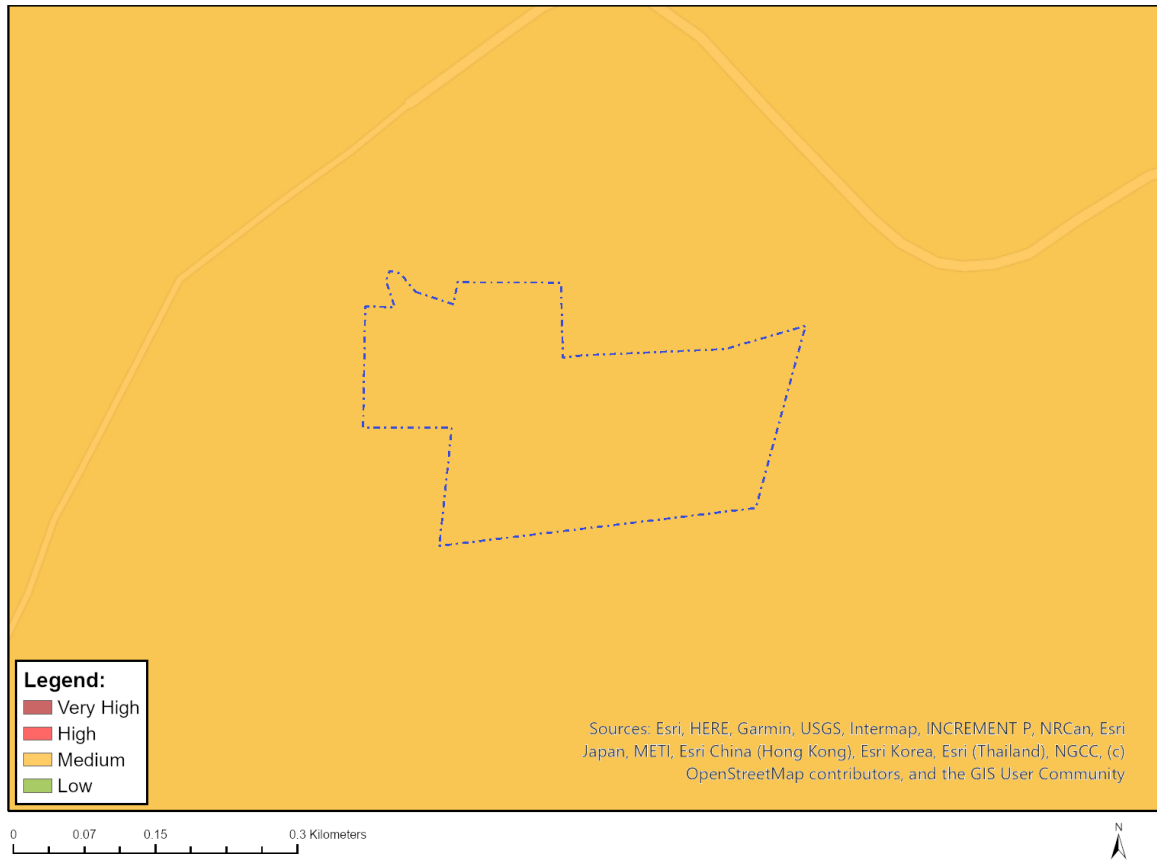 Legend:
Very High
High
Medium
Low
Sources: Esri, HERE, Garmin, USGS, Intermap, INCREMENT P, NRCan, Esri
Japan, METI, Esri China (Hong Kong), Esri Korea, Esri (Thailand), NGCC, (c)
OpenStreetMap contributors, and the GIS User Community
0 0.07 0.15 0.3 Kilometers
N